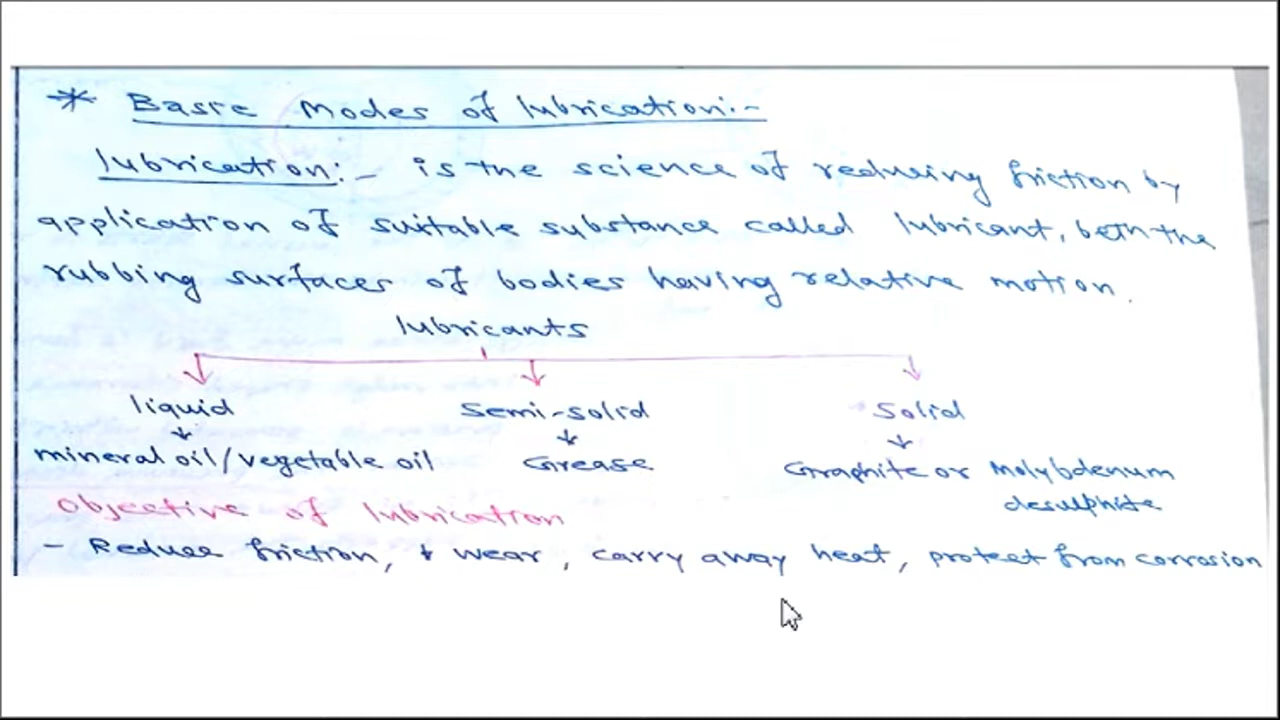 * Basic Modes of lubrication:-
lubrication:- is the science of reducing friction by
application of suitable substance called lubricant, betn the
rubbing surfaces of bodies having relative motion.
lubricants
liquid Semi-solid Solid
mineral oil/vegetable oil Grease Graphite or Molybdenum
desulphite
Objective of lubrication
- Reduce friction, & wear, carry away heat, protect from corrosion